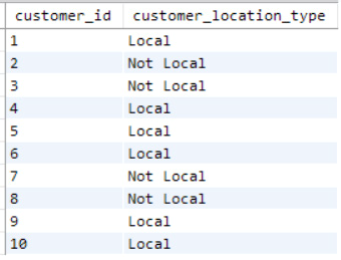 customer_id customer_location_type
1 Local
2 Not Local
3 Not Local
4 Local
5 Local
6 Local
7 Not Local
8 Not Local
9 Local
10 Local